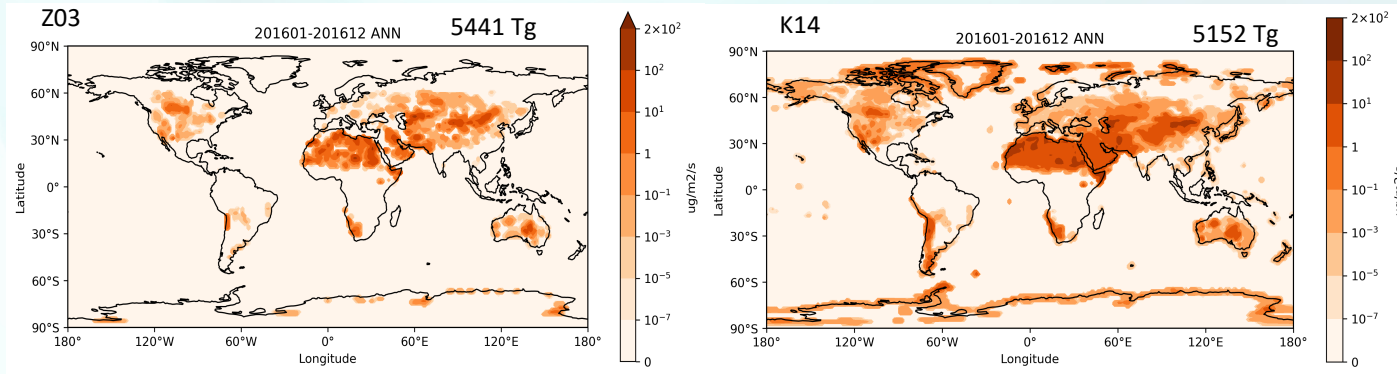 Z03
5441 Tg
201601-201612 ANN
90°N
60°N
30°N
0°
30°S
60°S
90°S
Latitude
180°
120°W
60°W
0°
60°E
120°E
180°
Longitude
2×10²
10²
10¹
1
10⁻¹
10⁻³
10⁻⁵
10⁻⁷
0
ug/m2/s
K14
5152 Tg
201601-201612 ANN
90°N
60°N
30°N
0°
30°S
60°S
90°S
Latitude
180°
120°W
60°W
0°
60°E
120°E
180°
Longitude
2×10²
10²
10¹
1
10⁻¹
10⁻³
10⁻⁵
10⁻⁷
0